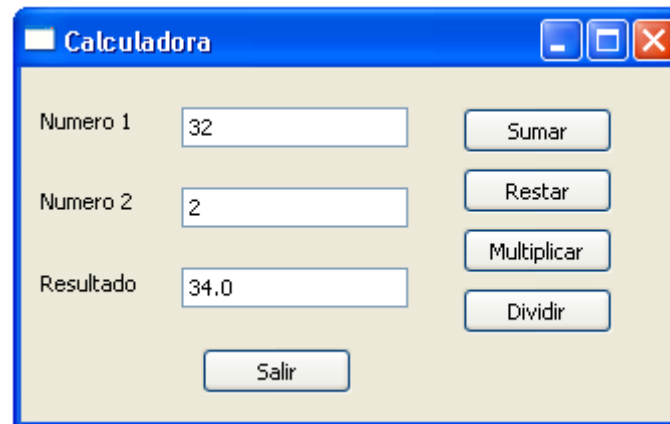 Calculadora
Numero 1
32
Sumar
Numero 2
2
Restar
Multiplicar
Resultado
34.0
Dividir
Salir